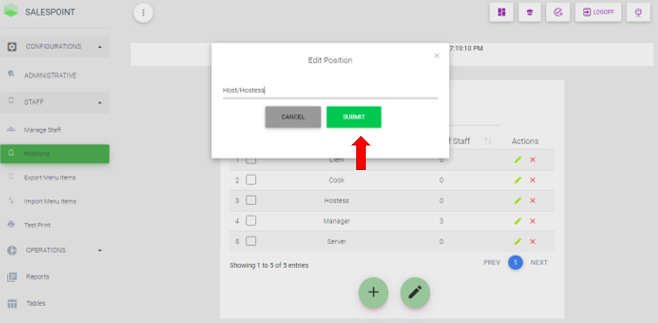 SALESPOINT
LOGOFF
CONFIGURATIONS
ADMINISTRATIVE
STAFF
Manage Staff
Positions
Export Menu Items
Import Menu Items
Test Print
OPERATIONS
Reports
Tables
7:19:10 PM
Edit Position
×
Host/Hostess
CANCEL SUBMIT
f Staff Actions
1 Clerk 0
2 Cook 0
3 Hostess 0
4 Manager 3
5 Server 0
Showing 1 to 5 of 5 entries
PREV 1 NEXT